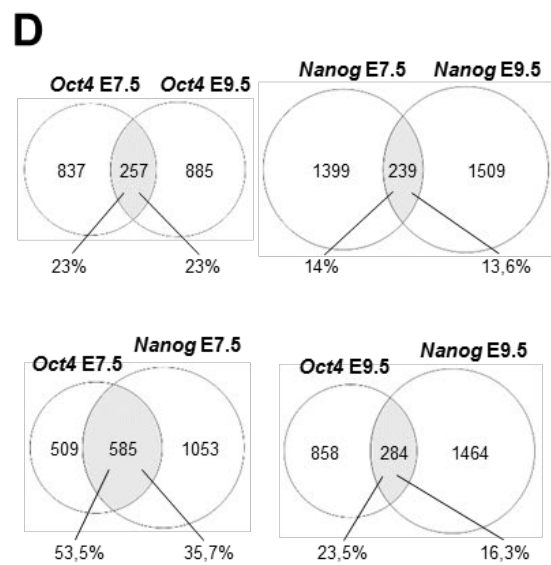 D
Oct4 E7.5 Oct4 E9.5
837 257 885
23% 23%
Nanog E7.5 Nanog E9.5
1399 239 1509
14% 13,6%
Oct4 E7.5 Nanog E7.5
509 585 1053
53,5% 35,7%
Oct4 E9.5 Nanog E9.5
858 284 1464
23,5% 16,3%